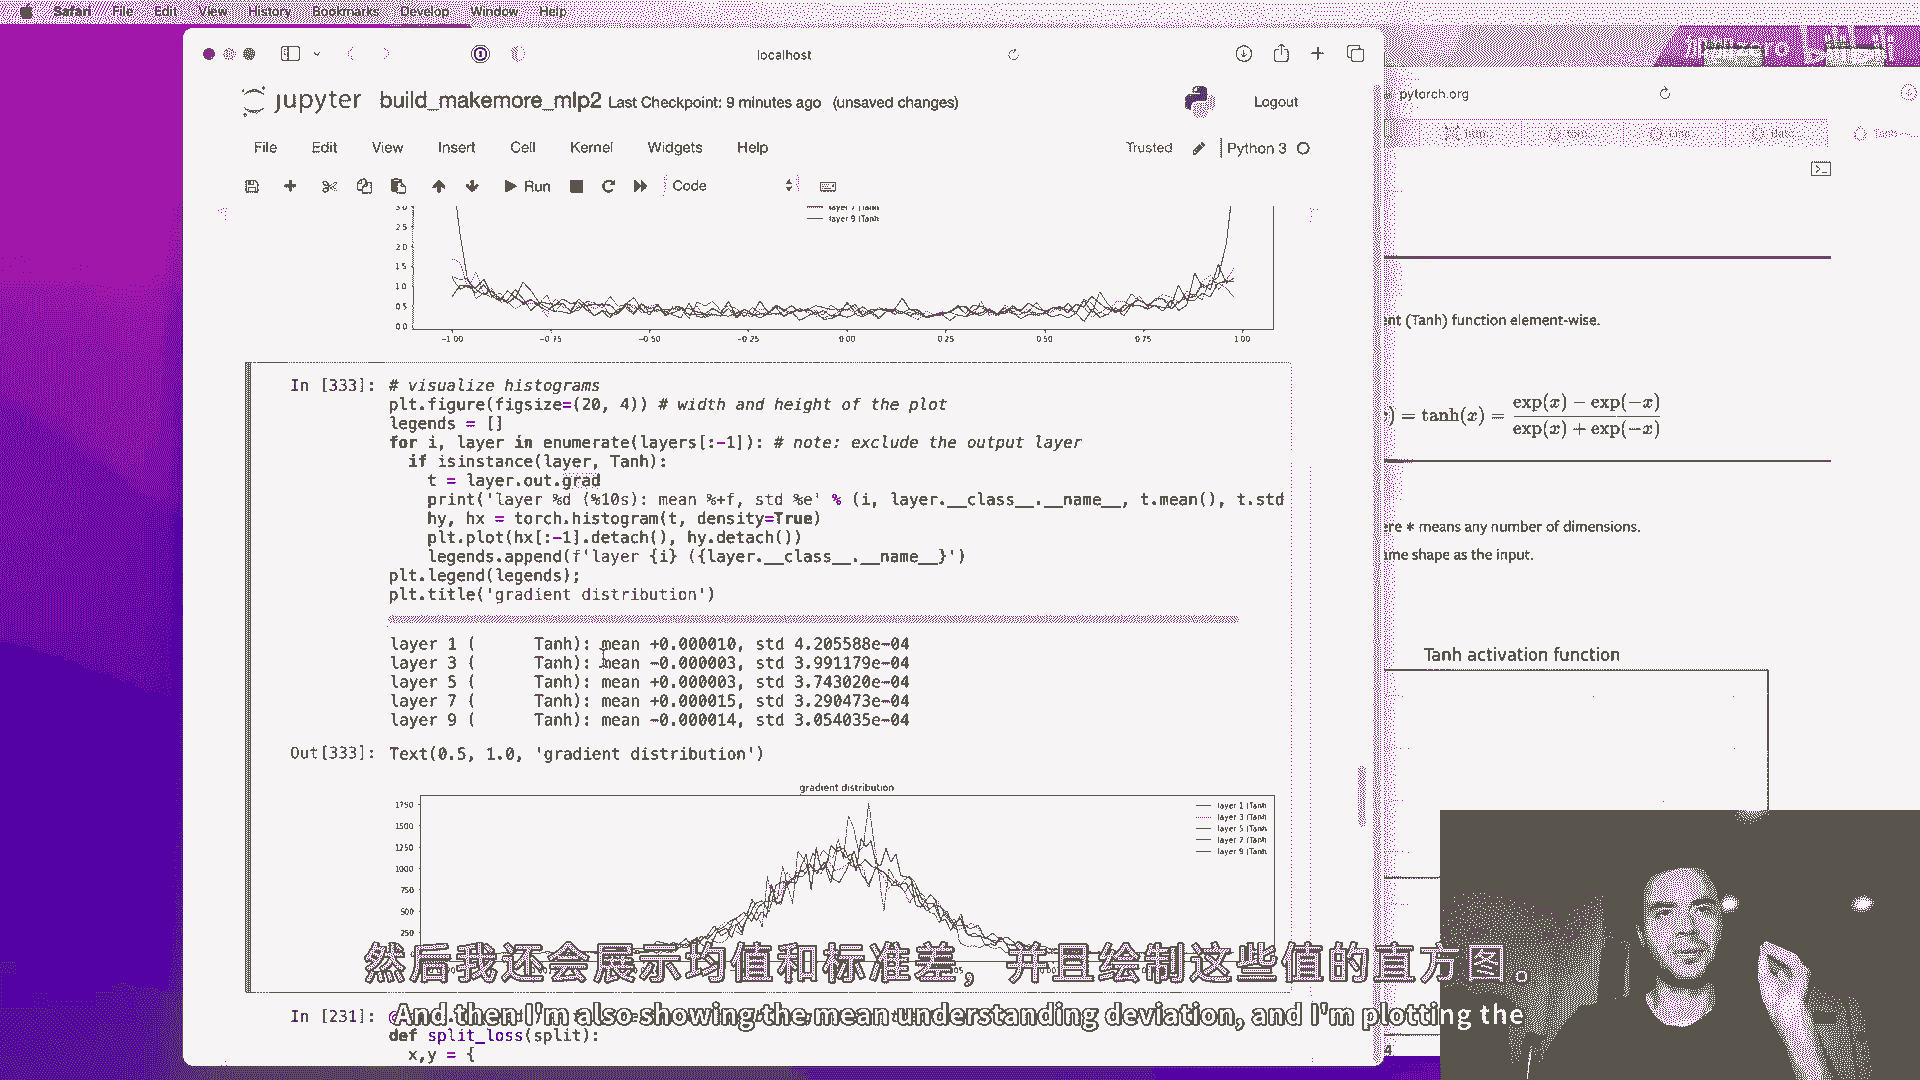 Safari File Edit View History Bookmarks Develop Window Help
localhost
jupyter build_makemore_mlp2 Last Checkpoint: 9 minutes ago (unsaved changes)
Logout
File Edit View Insert Cell Kernel Widgets Help
Trusted
Python 3
Run
Code
layer 7 (Tanh
layer 9 (Tanh
3.0
2.5
2.0
1.5
1.0
0.5
0.0
-1.00 -0.75 -0.50 -0.25 0.00 0.25 0.50 0.75 1.00
In [333]: # visualize histograms
plt.figure(figsize=(20, 4)) # width and height of the plot
legends = []
for i, layer in enumerate(layers[:-1]): # note: exclude the output layer
if isinstance(layer, Tanh):
t = layer.out.grad
print('layer %d (%10s): mean %+f, std %e' % (i, layer.__class__.__name__, t.mean(), t.std
hy, hx = torch.histogram(t, density=True)
plt.plot(hx[:-1].detach(), hy.detach())
legends.append(f'layer {i} ({layer.__class__.__name__}')
plt.legend(legends);
plt.title('gradient distribution')
layer 1 ( Tanh): mean +0.000010, std 4.205588e-04
layer 3 ( Tanh): mean -0.000003, std 3.991179e-04
layer 5 ( Tanh): mean +0.000003, std 3.743020e-04
layer 7 ( Tanh): mean +0.000015, std 3.290473e-04
layer 9 ( Tanh): mean -0.000014, std 3.054035e-04
Out[333]: Text(0.5, 1.0, 'gradient distribution')
gradient distribution
1750
1500
1250
1000
750
500
250
layer 1 (Tanh
layer 3 (Tanh
layer 5 (Tanh
layer 7 (Tanh
layer 9 (Tanh
In [231]:
def split_loss(split):
x,y = {
pytorch.org
ent (Tanh) function element-wise.
) = tanh(x) = exp(x) − exp(−x)
exp(x) + exp(−x)
ere * means any number of dimensions.
ame shape as the input.
Tanh activation function
然后我还会展示均值和标准差，并且绘制这些值的直方图。
And then I'm also showing the mean understanding deviation, and I'm plotting the